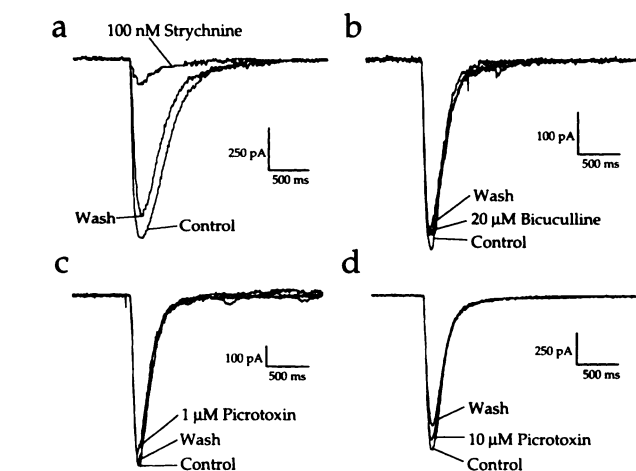 a
100 nM Strychnine
250 pA
500 ms
Wash
Control
b
100 pA
500 ms
Wash
20 µM Bicuculline
Control
c
100 pA
500 ms
1 µM Picrotoxin
Wash
Control
d
250 pA
500 ms
Wash
10 µM Picrotoxin
Control